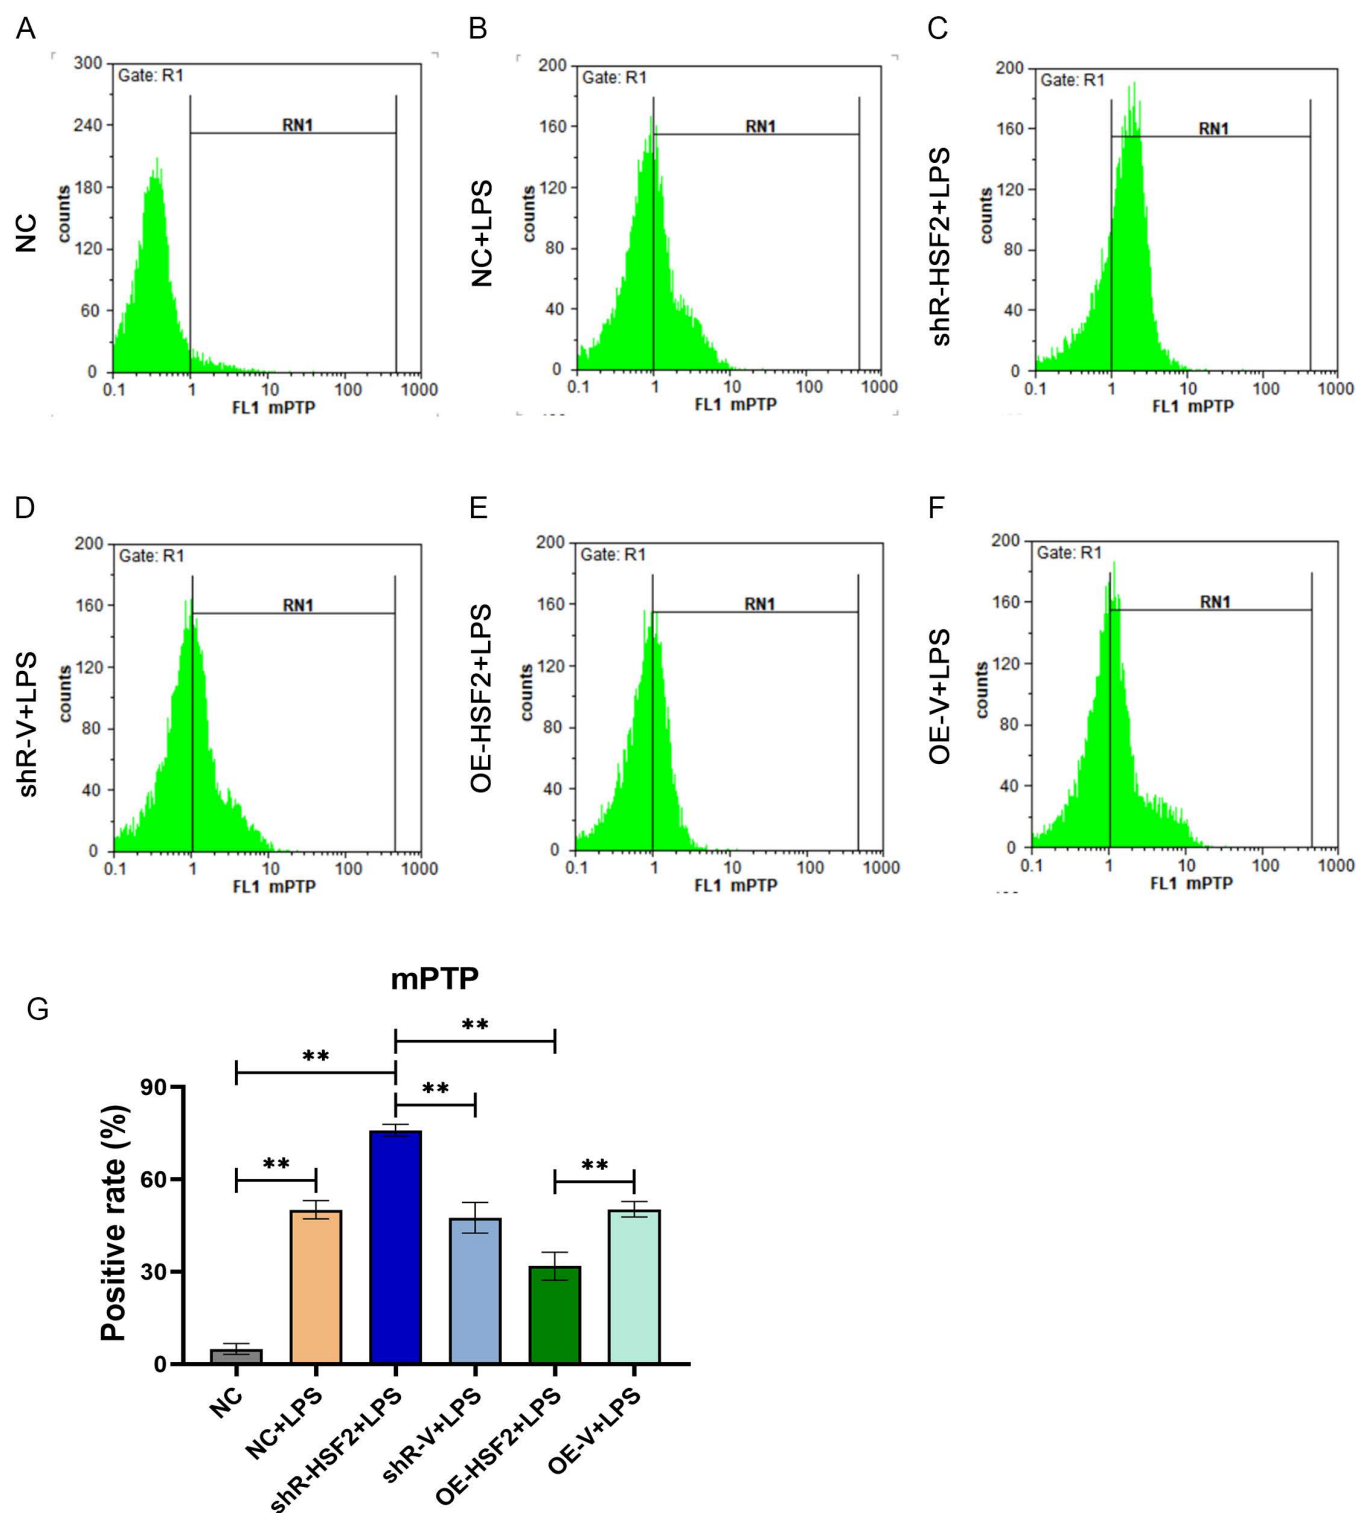 A
NC
Gate: R1
RN1
counts
300
240
180
120
60
0
0.1 1 10 100 1000
FL1 mPTP
B
NC+LPS
Gate: R1
RN1
counts
200
160
120
80
40
0
0.1 1 10 100 1000
FL1 mPTP
C
shR-HSF2+LPS
Gate: R1
RN1
counts
200
160
120
80
40
0
0.1 1 10 100 1000
FL1 mPTP
D
shR-V+LPS
Gate: R1
RN1
counts
200
160
120
80
40
0
0.1 1 10 100 1000
FL1 mPTP
E
OE-HSF2+LPS
Gate: R1
RN1
counts
200
160
120
80
40
0
0.1 1 10 100 1000
FL1 mPTP
F
OE-V+LPS
Gate: R1
RN1
counts
200
160
120
80
40
0
0.1 1 10 100 1000
FL1 mPTP
G
mPTP
**
**
**
**
**
Positive rate (%)
90
60
30
0
NC
NC+LPS
shR-HSF2+LPS
shR-V+LPS
OE-HSF2+LPS
OE-V+LPS